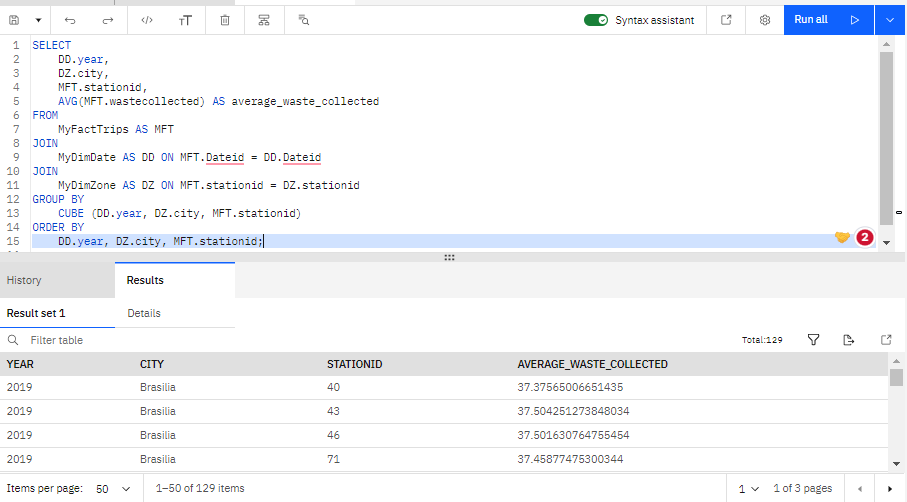 Syntax assistant
Run all
1 SELECT
2 DD.year,
3 DZ.city,
4 MFT.stationid,
5 AVG(MFT.wastecollected) AS average_waste_collected
6 FROM
7 MyFactTrips AS MFT
8 JOIN
9 MyDimDate AS DD ON MFT.Dateid = DD.Dateid
10 JOIN
11 MyDimZone AS DZ ON MFT.stationid = DZ.stationid
12 GROUP BY
13 CUBE (DD.year, DZ.city, MFT.stationid)
14 ORDER BY
15 DD.year, DZ.city, MFT.stationid;
2
History Results
Result set 1 Details
Filter table Total:129
YEAR CITY STATIONID AVERAGE_WASTE_COLLECTED
2019 Brasilia 40 37.37565006651435
2019 Brasilia 43 37.504251273848034
2019 Brasilia 46 37.501630764755454
2019 Brasilia 71 37.45877475300344
Items per page: 50 1–50 of 129 items 1 1 of 3 pages